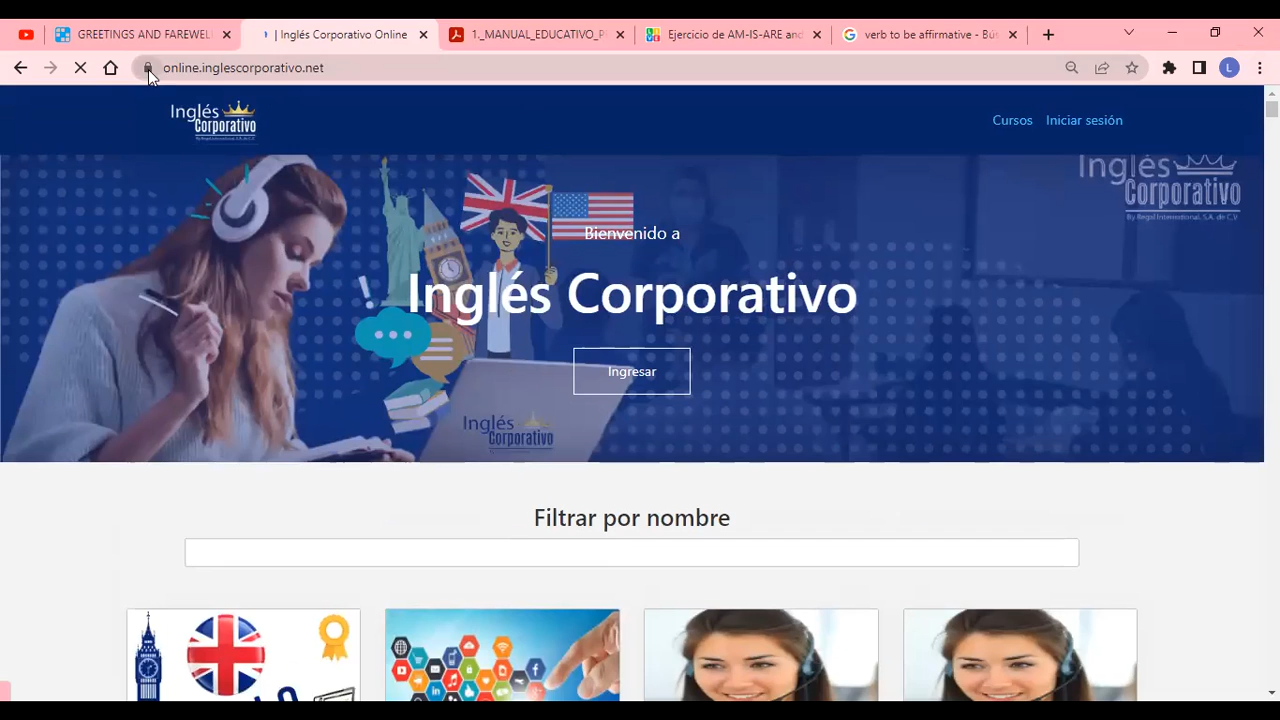 GREETINGS AND FAREWEL
| Inglés Corporativo Online
1._MANUAL_EDUCATIVO_P
Ejercicio de AM-IS-ARE and
verb to be affirmative - Bús
online.inglescorporativo.net
L
Inglés
Corporativo
Cursos
Iniciar sesión
Inglés
Corporativo
By Regal International, S.A. de C.V.
Bienvenido a
Inglés Corporativo
Ingresar
Inglés
Corporativo
Filtrar por nombre